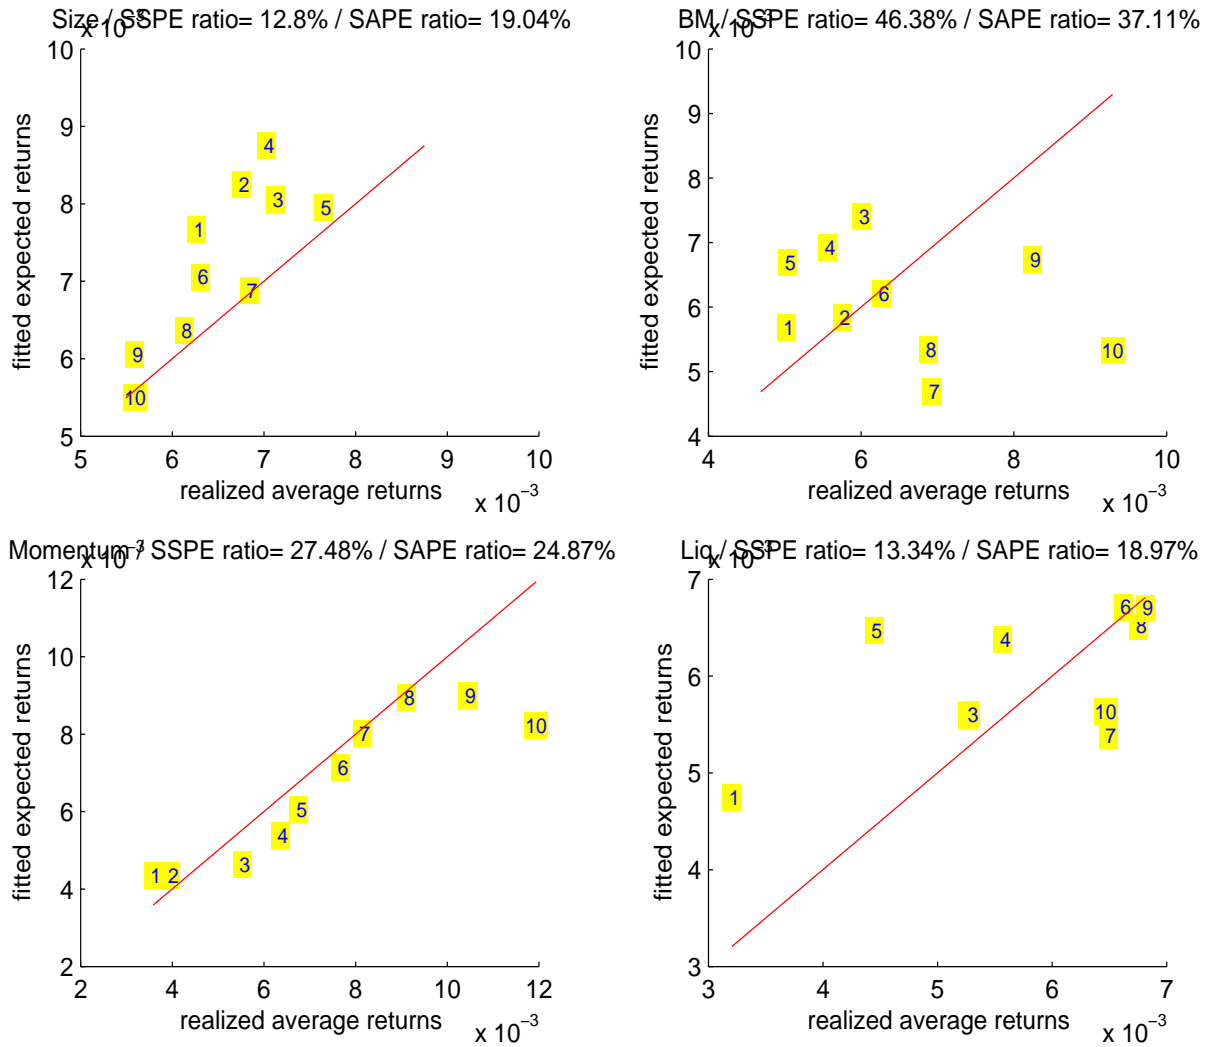 Size / SSPE ratio= 12.8% / SAPE ratio= 19.04%
x 10⁻³
10
9
8
7
6
5
fitted expected returns
4
2
3
5
1
6
7
8
9
10
5 6 7 8 9 10
realized average returns
x 10⁻³
BM / SSPE ratio= 46.38% / SAPE ratio= 37.11%
x 10⁻³
10
9
8
7
6
5
4
fitted expected returns
3
4
5
9
6
2
1
8
10
7
4 6 8 10
realized average returns
x 10⁻³
Momentum / SSPE ratio= 27.48% / SAPE ratio= 24.87%
x 10⁻³
12
10
8
6
4
2
fitted expected returns
8
9
10
7
6
5
4
3
1 2
2 4 6 8 10 12
realized average returns
x 10⁻³
Liq / SSPE ratio= 13.34% / SAPE ratio= 18.97%
x 10⁻³
7
6
5
4
3
fitted expected returns
6 9
8
5
4
3
10
7
1
3 4 5 6 7
realized average returns
x 10⁻³